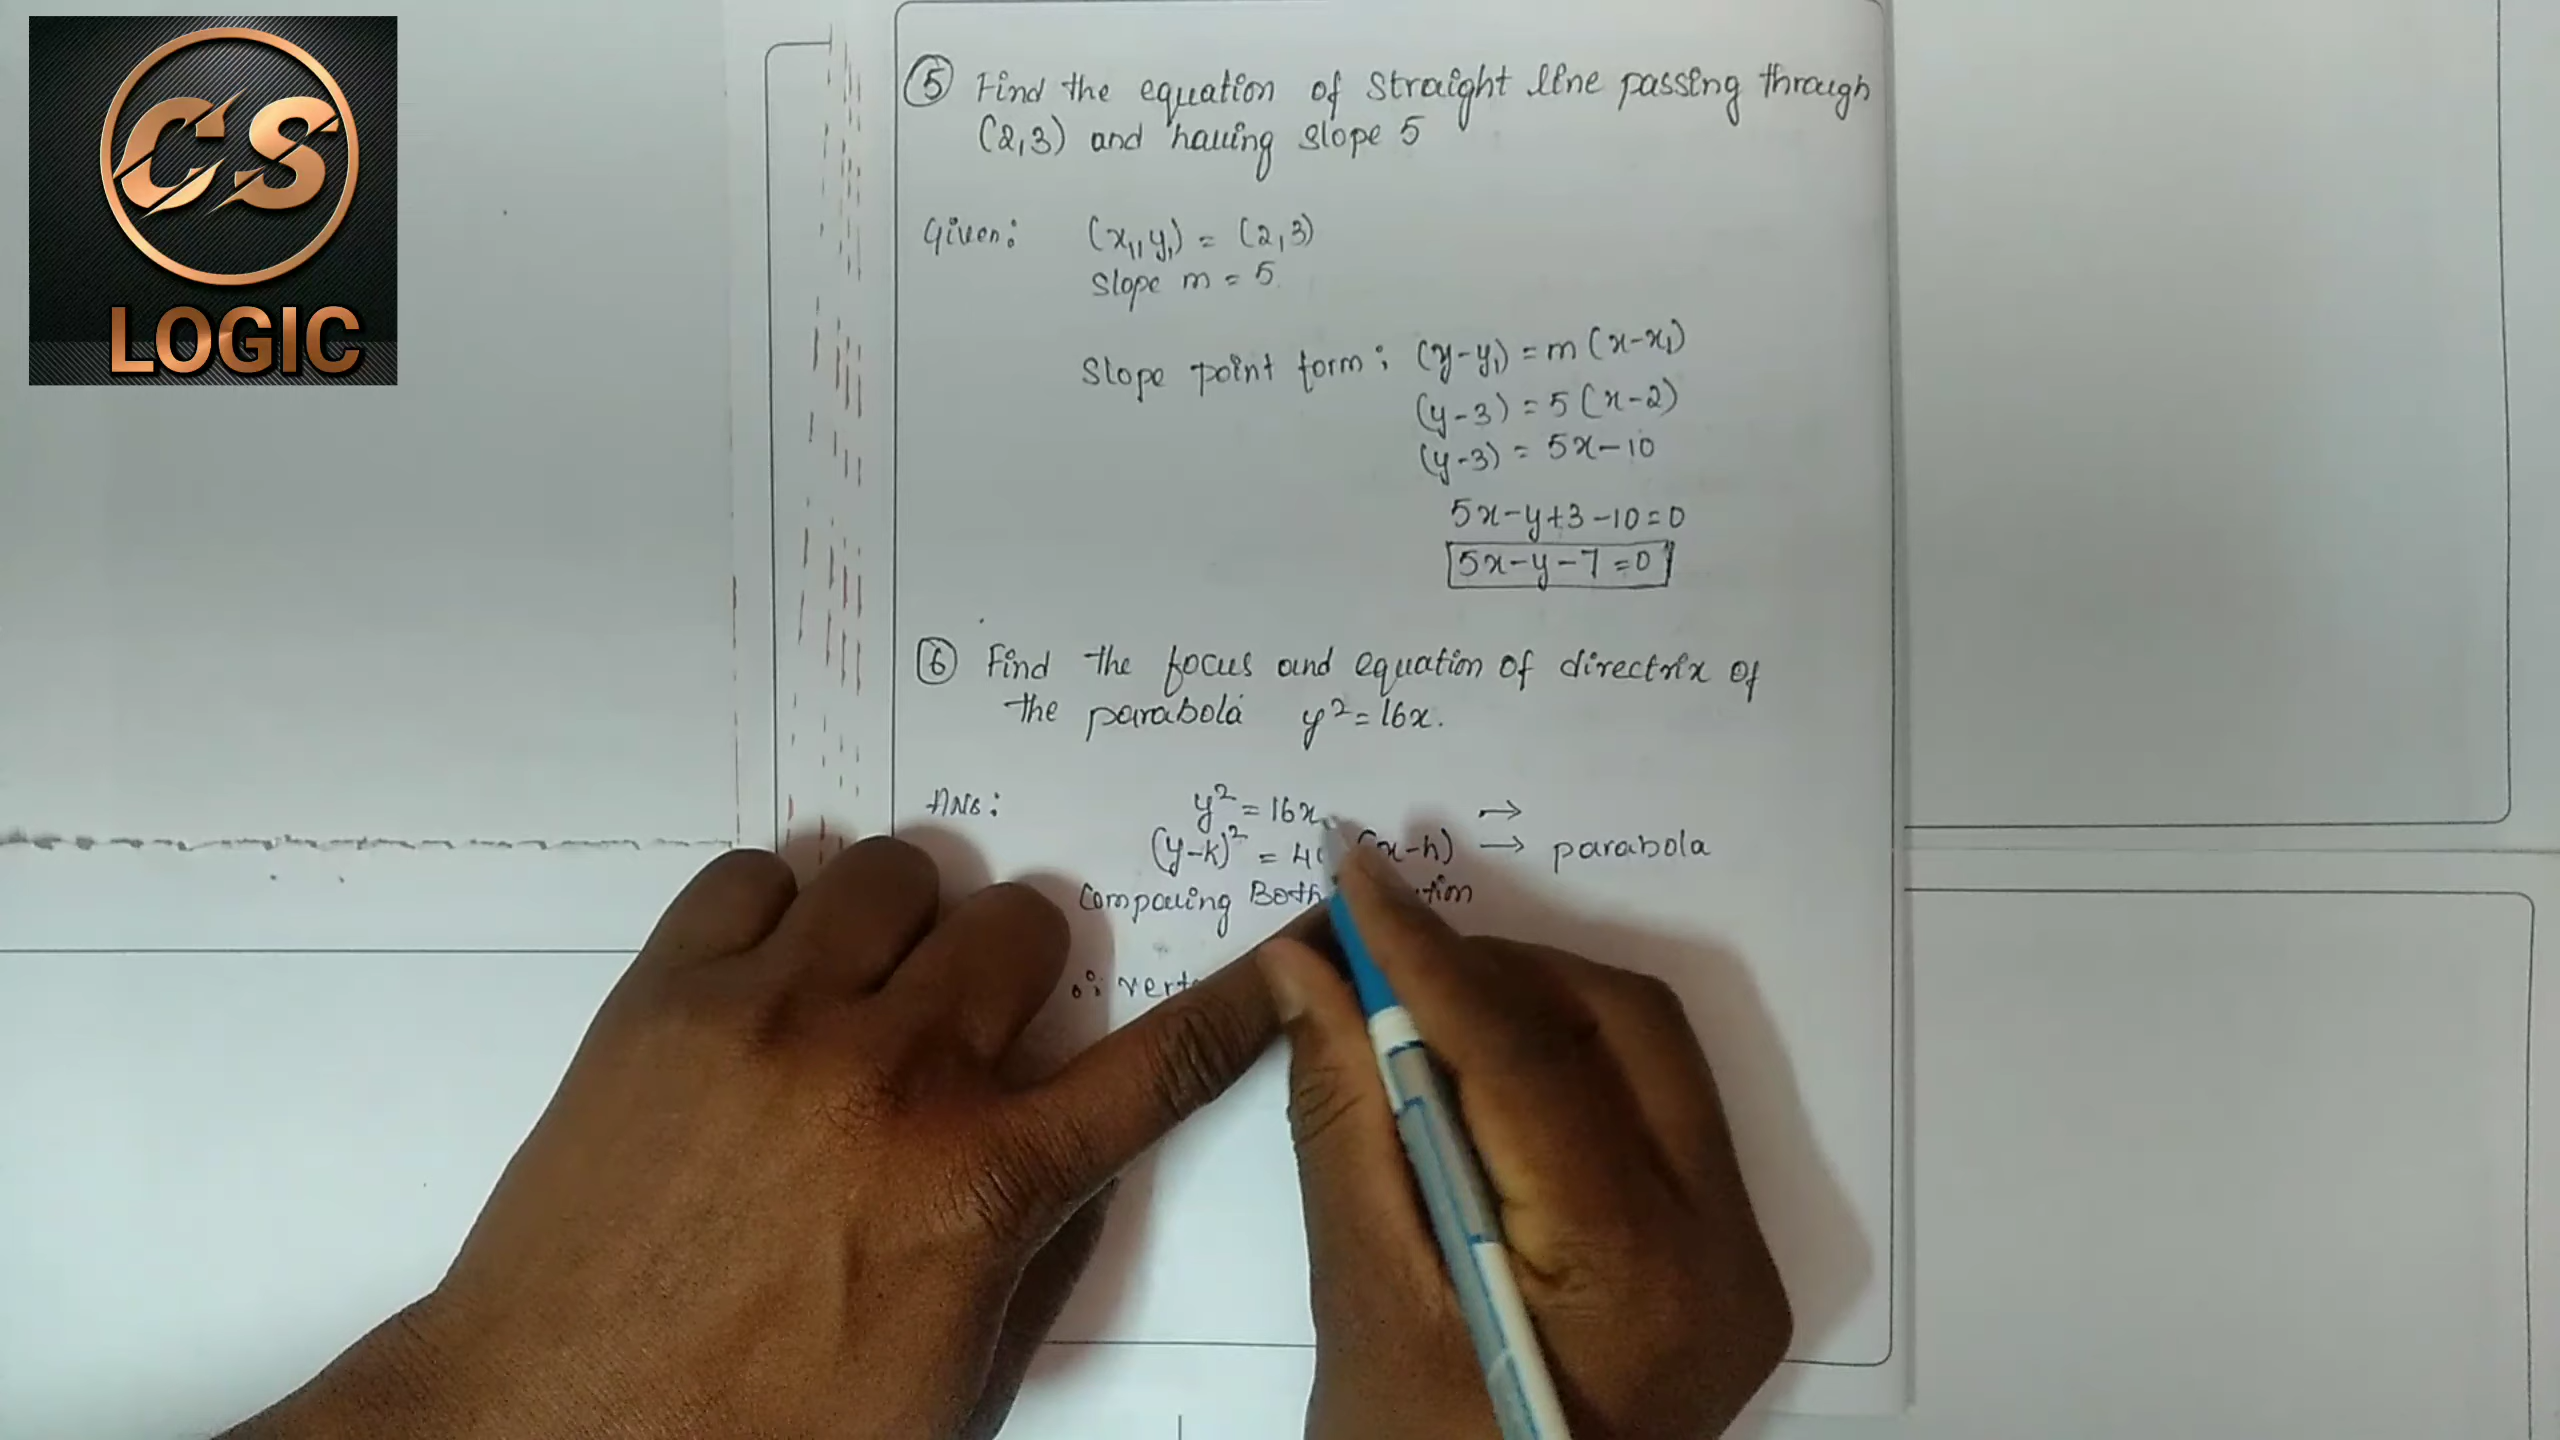 CS
LOGIC
⑤ Find the equation of straight line passing through
(2,3) and having slope 5
Given: (x₁,y₁) = (2,3)
Slope m = 5
Slope point form: (y-y₁) = m(x-x₁)
(y-3) = 5(x-2)
(y-3) = 5x-10
5x-y+3-10=0
5x-y-7=0
⑥ Find the focus and equation of directrix of
the parabola y²=16x.
Ans: y² = 16x →
(y-k)² = 4 (x-h) → parabola
Comparing Both